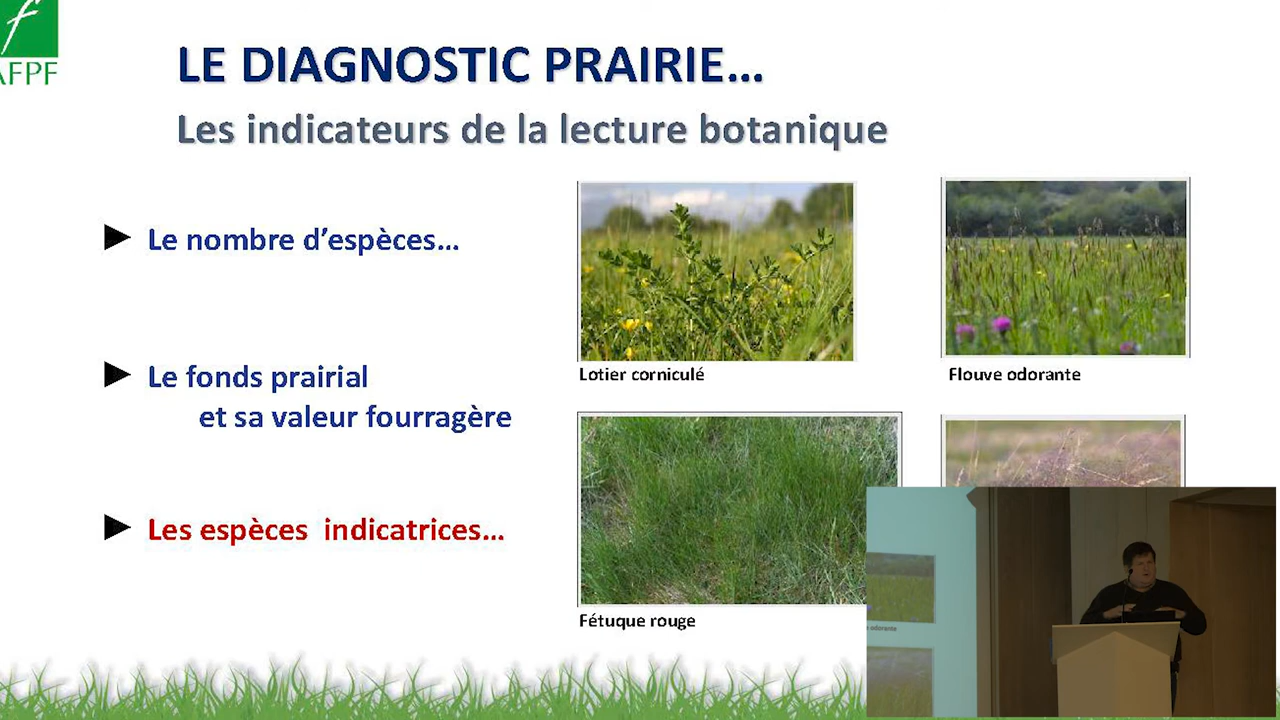 AFPF
LE DIAGNOSTIC PRAIRIE...
Les indicateurs de la lecture botanique
► Le nombre d'espèces...
► Le fonds prairial
et sa valeur fourragère
► Les espèces indicatrices...
Lotier corniculé
Flouve odorante
Fétuque rouge
odorante